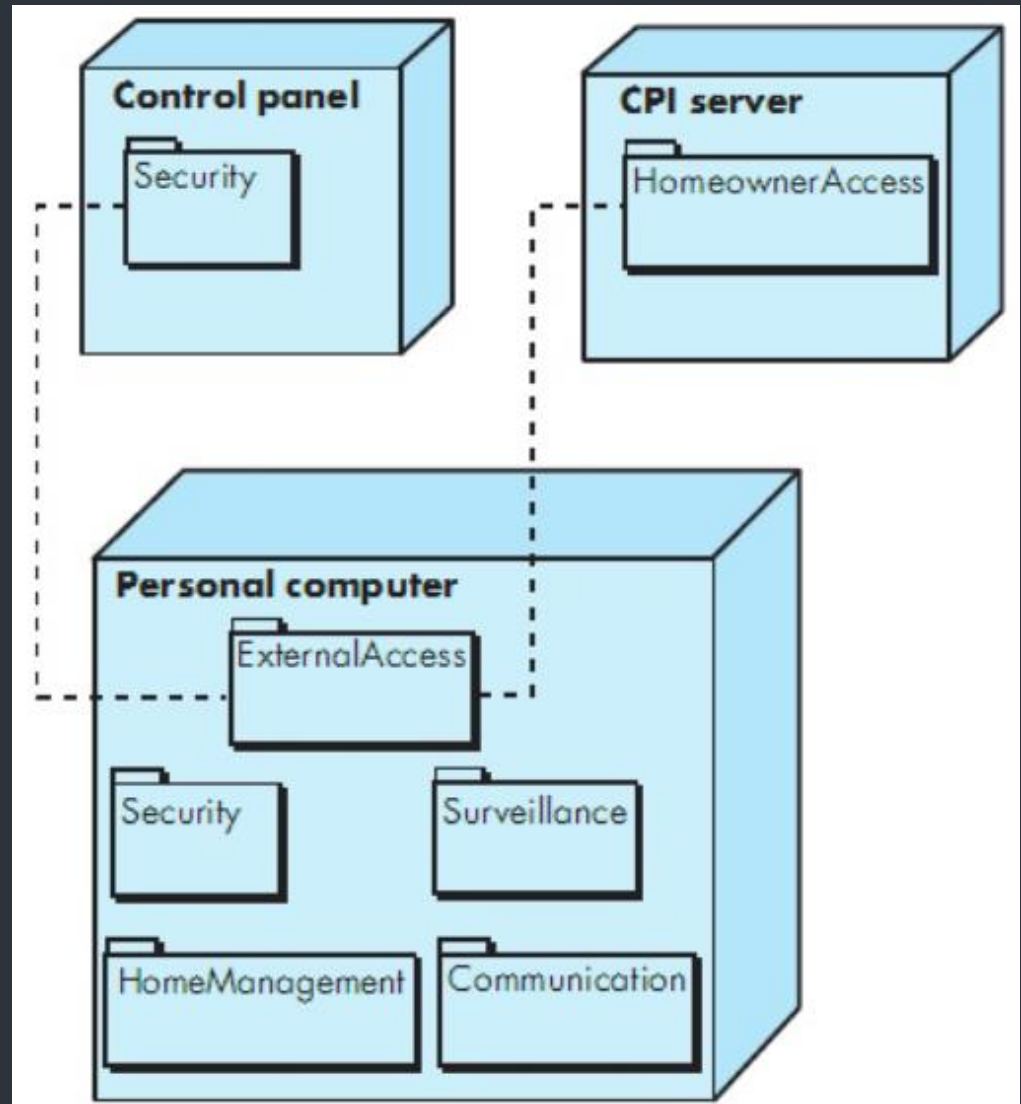 Control panel
Security
CPI server
HomeownerAccess
Personal computer
ExternalAccess
Security
Surveillance
HomeManagement
Communication